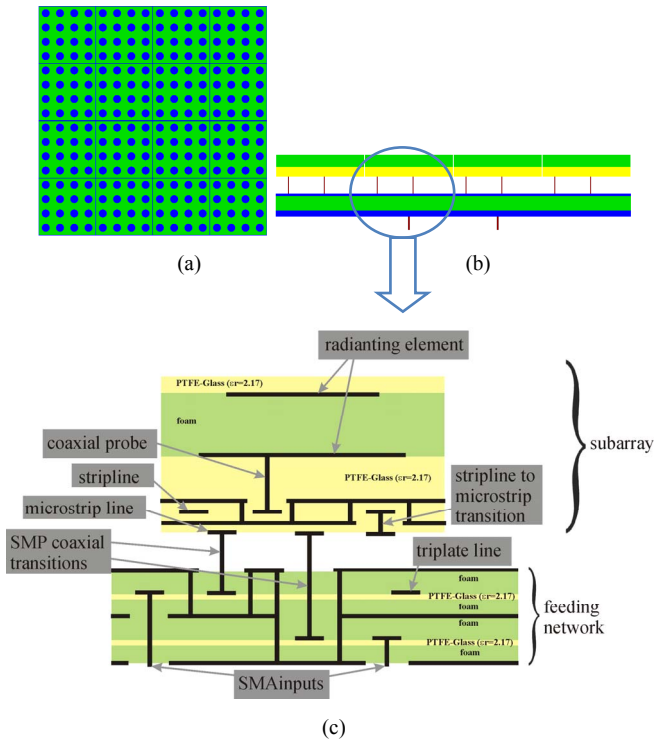 (a)
(b)
radianting element
PTFE-Glass (εr=2.17)
foam
subarray
coaxial probe
PTFE-Glass (εr=2.17)
stripline
stripline to
microstrip
transition
microstrip line
SMP coaxial
transitions
triplate line
foam
PTFE-Glass (εr=2.17)
foam
foam
PTFE-Glass (εr=2.17)
foam
feeding
network
SMAinputs
(c)